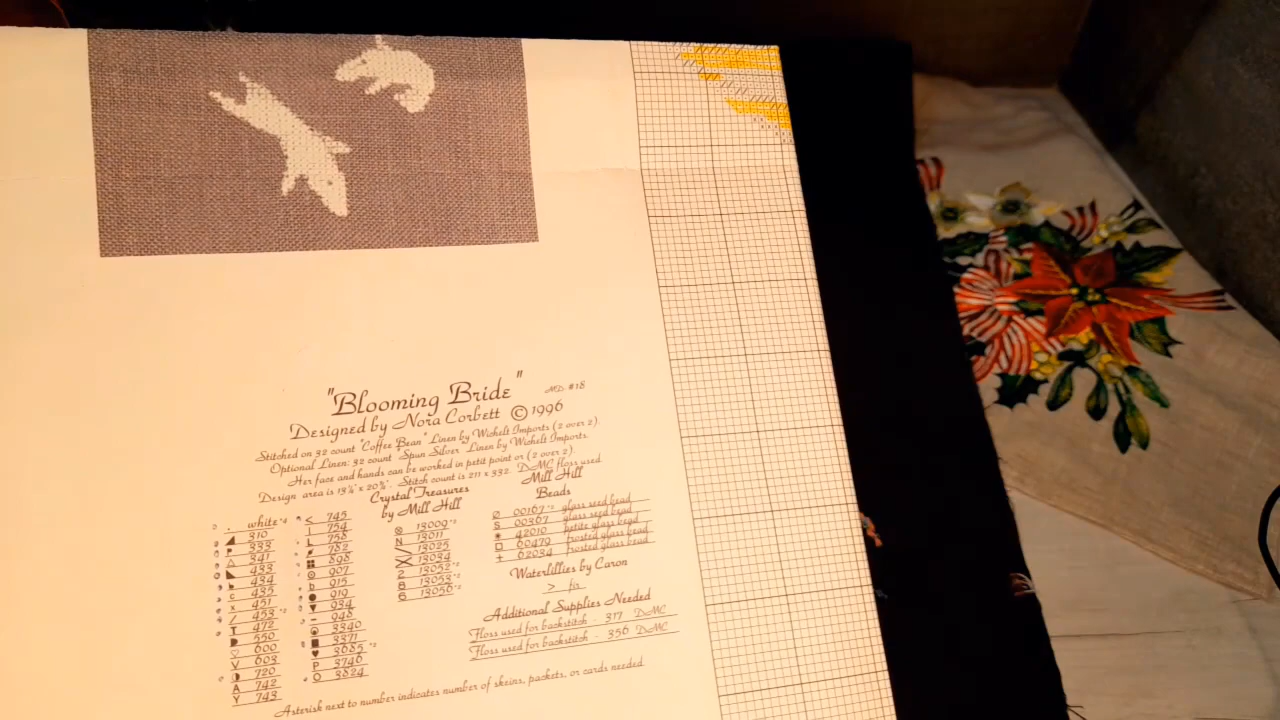 "Blooming Bride" MD #18
Designed by Nora Corbett © 1996
Stitched on 32 count "Coffee Bean" Linen by Wichelt Imports (2 over 2).
Optional Linen: 32 count "Spun Silver" Linen by Wichelt Imports.
Her face and hands can be worked in petit point or (2 over 2).
Design area is 13¼" x 20¾". Stitch count is 211 x 332. DMC floss used.
Crystal Treasures
by Mill Hill
Mill Hill
Beads
. white
310
333
341
433
434
435
x 451
/ 453
T 472
550
♡ 600
V 603
◑ 720
A 742
Y 743
< 745
I 754
L 758
782
898
⊙ 907
b 915
● 919
▼ 934
- 948
3340
■ 3371
♥ 3685
P 3746
O 3824
⊗ 13009
N 13011
13025
13034
2 13052
13053
13056
00167 glass seed bead
S 00367 glass seed bead
42010 petite glass bead
60479 frosted glass bead
+ 62034 frosted glass bead
Waterlillies by Caron
>
Additional Supplies Needed
Floss used for backstitch - 317 DMC
Floss used for backstitch - 356 DMC
Asterisk next to number indicates number of skeins, packets, or cards needed